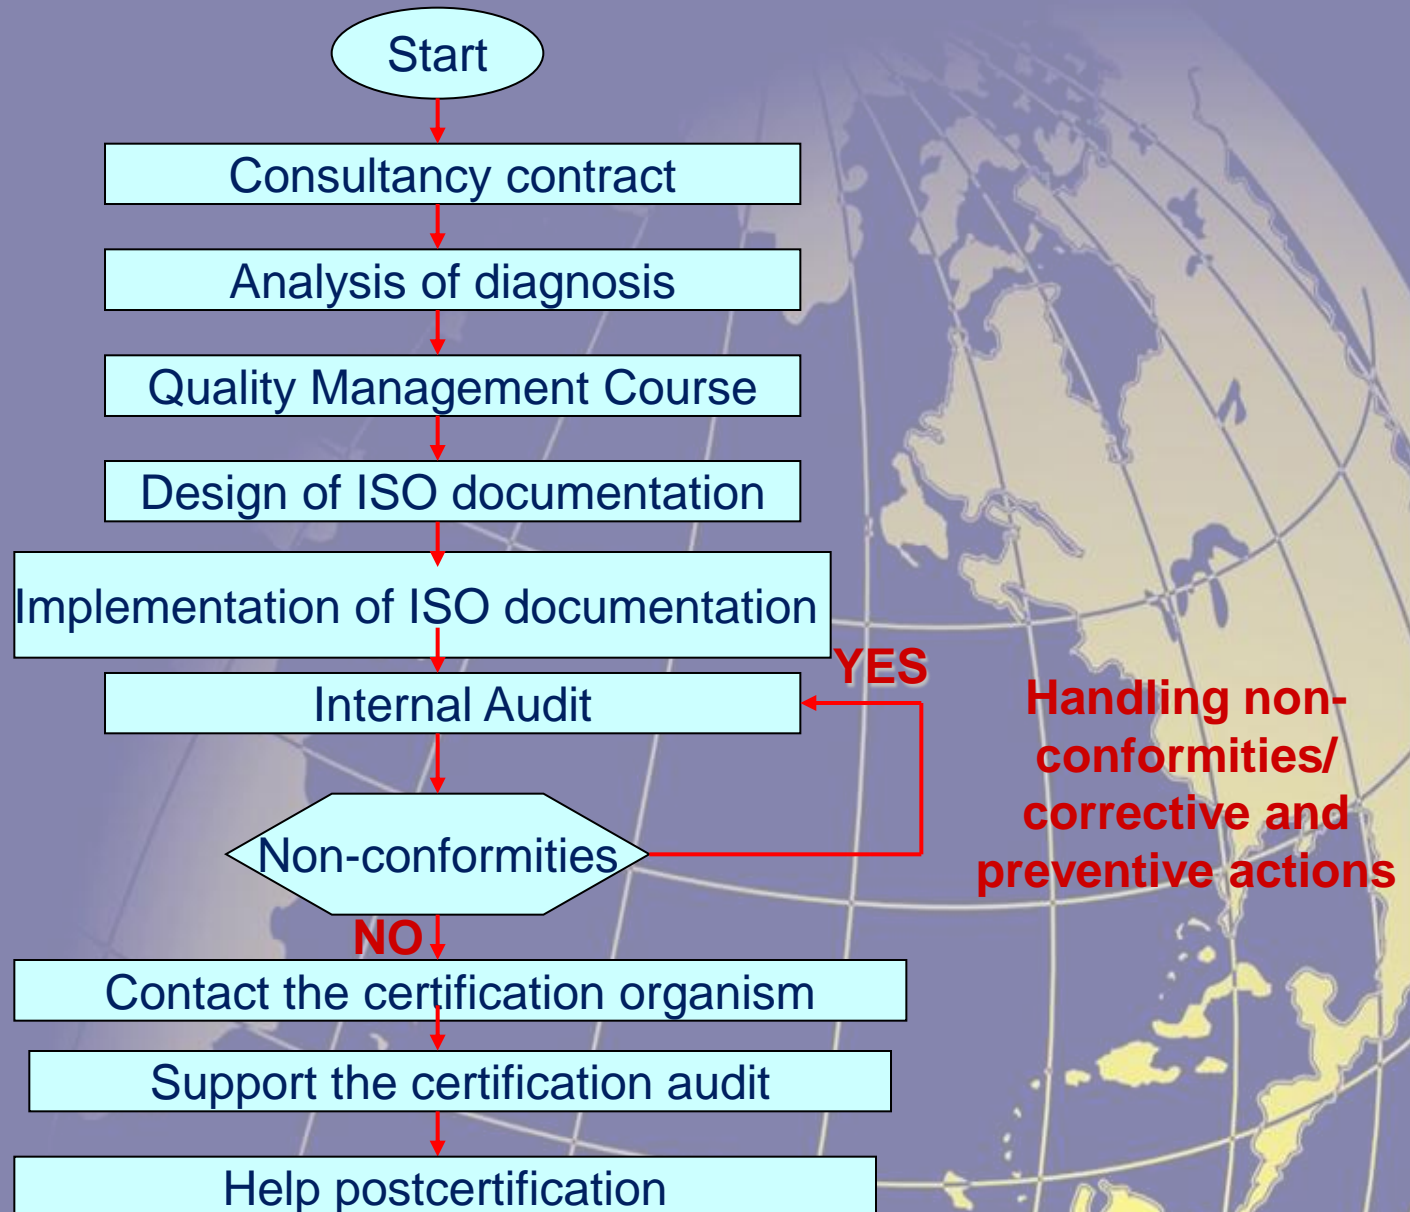 Start
Consultancy contract
Analysis of diagnosis
Quality Management Course
Design of ISO documentation
Implementation of ISO documentation
YES
Internal Audit
Handling non-
conformities/
corrective and
preventive actions
Non-conformities
NO
Contact the certification organism
Support the certification audit
Help postcertification